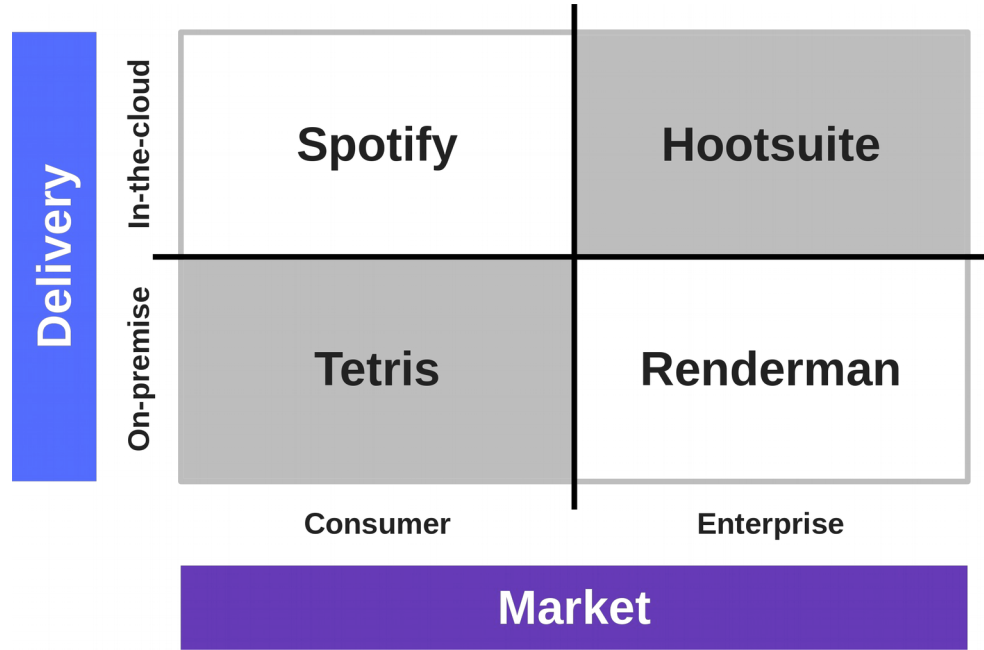 Delivery
In-the-cloud
On-premise
Spotify
Hootsuite
Tetris
Renderman
Consumer
Enterprise
Market